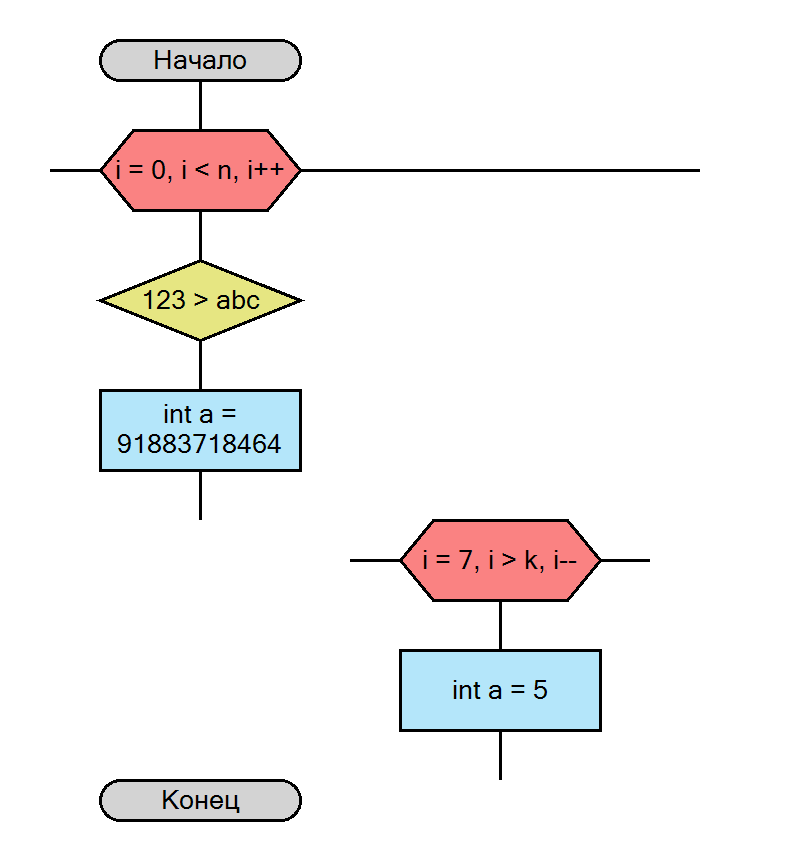 Начало
i = 0, i < n, i++
123 > abc
int a =
91883718464
i = 7, i > k, i--
int a = 5
Конец